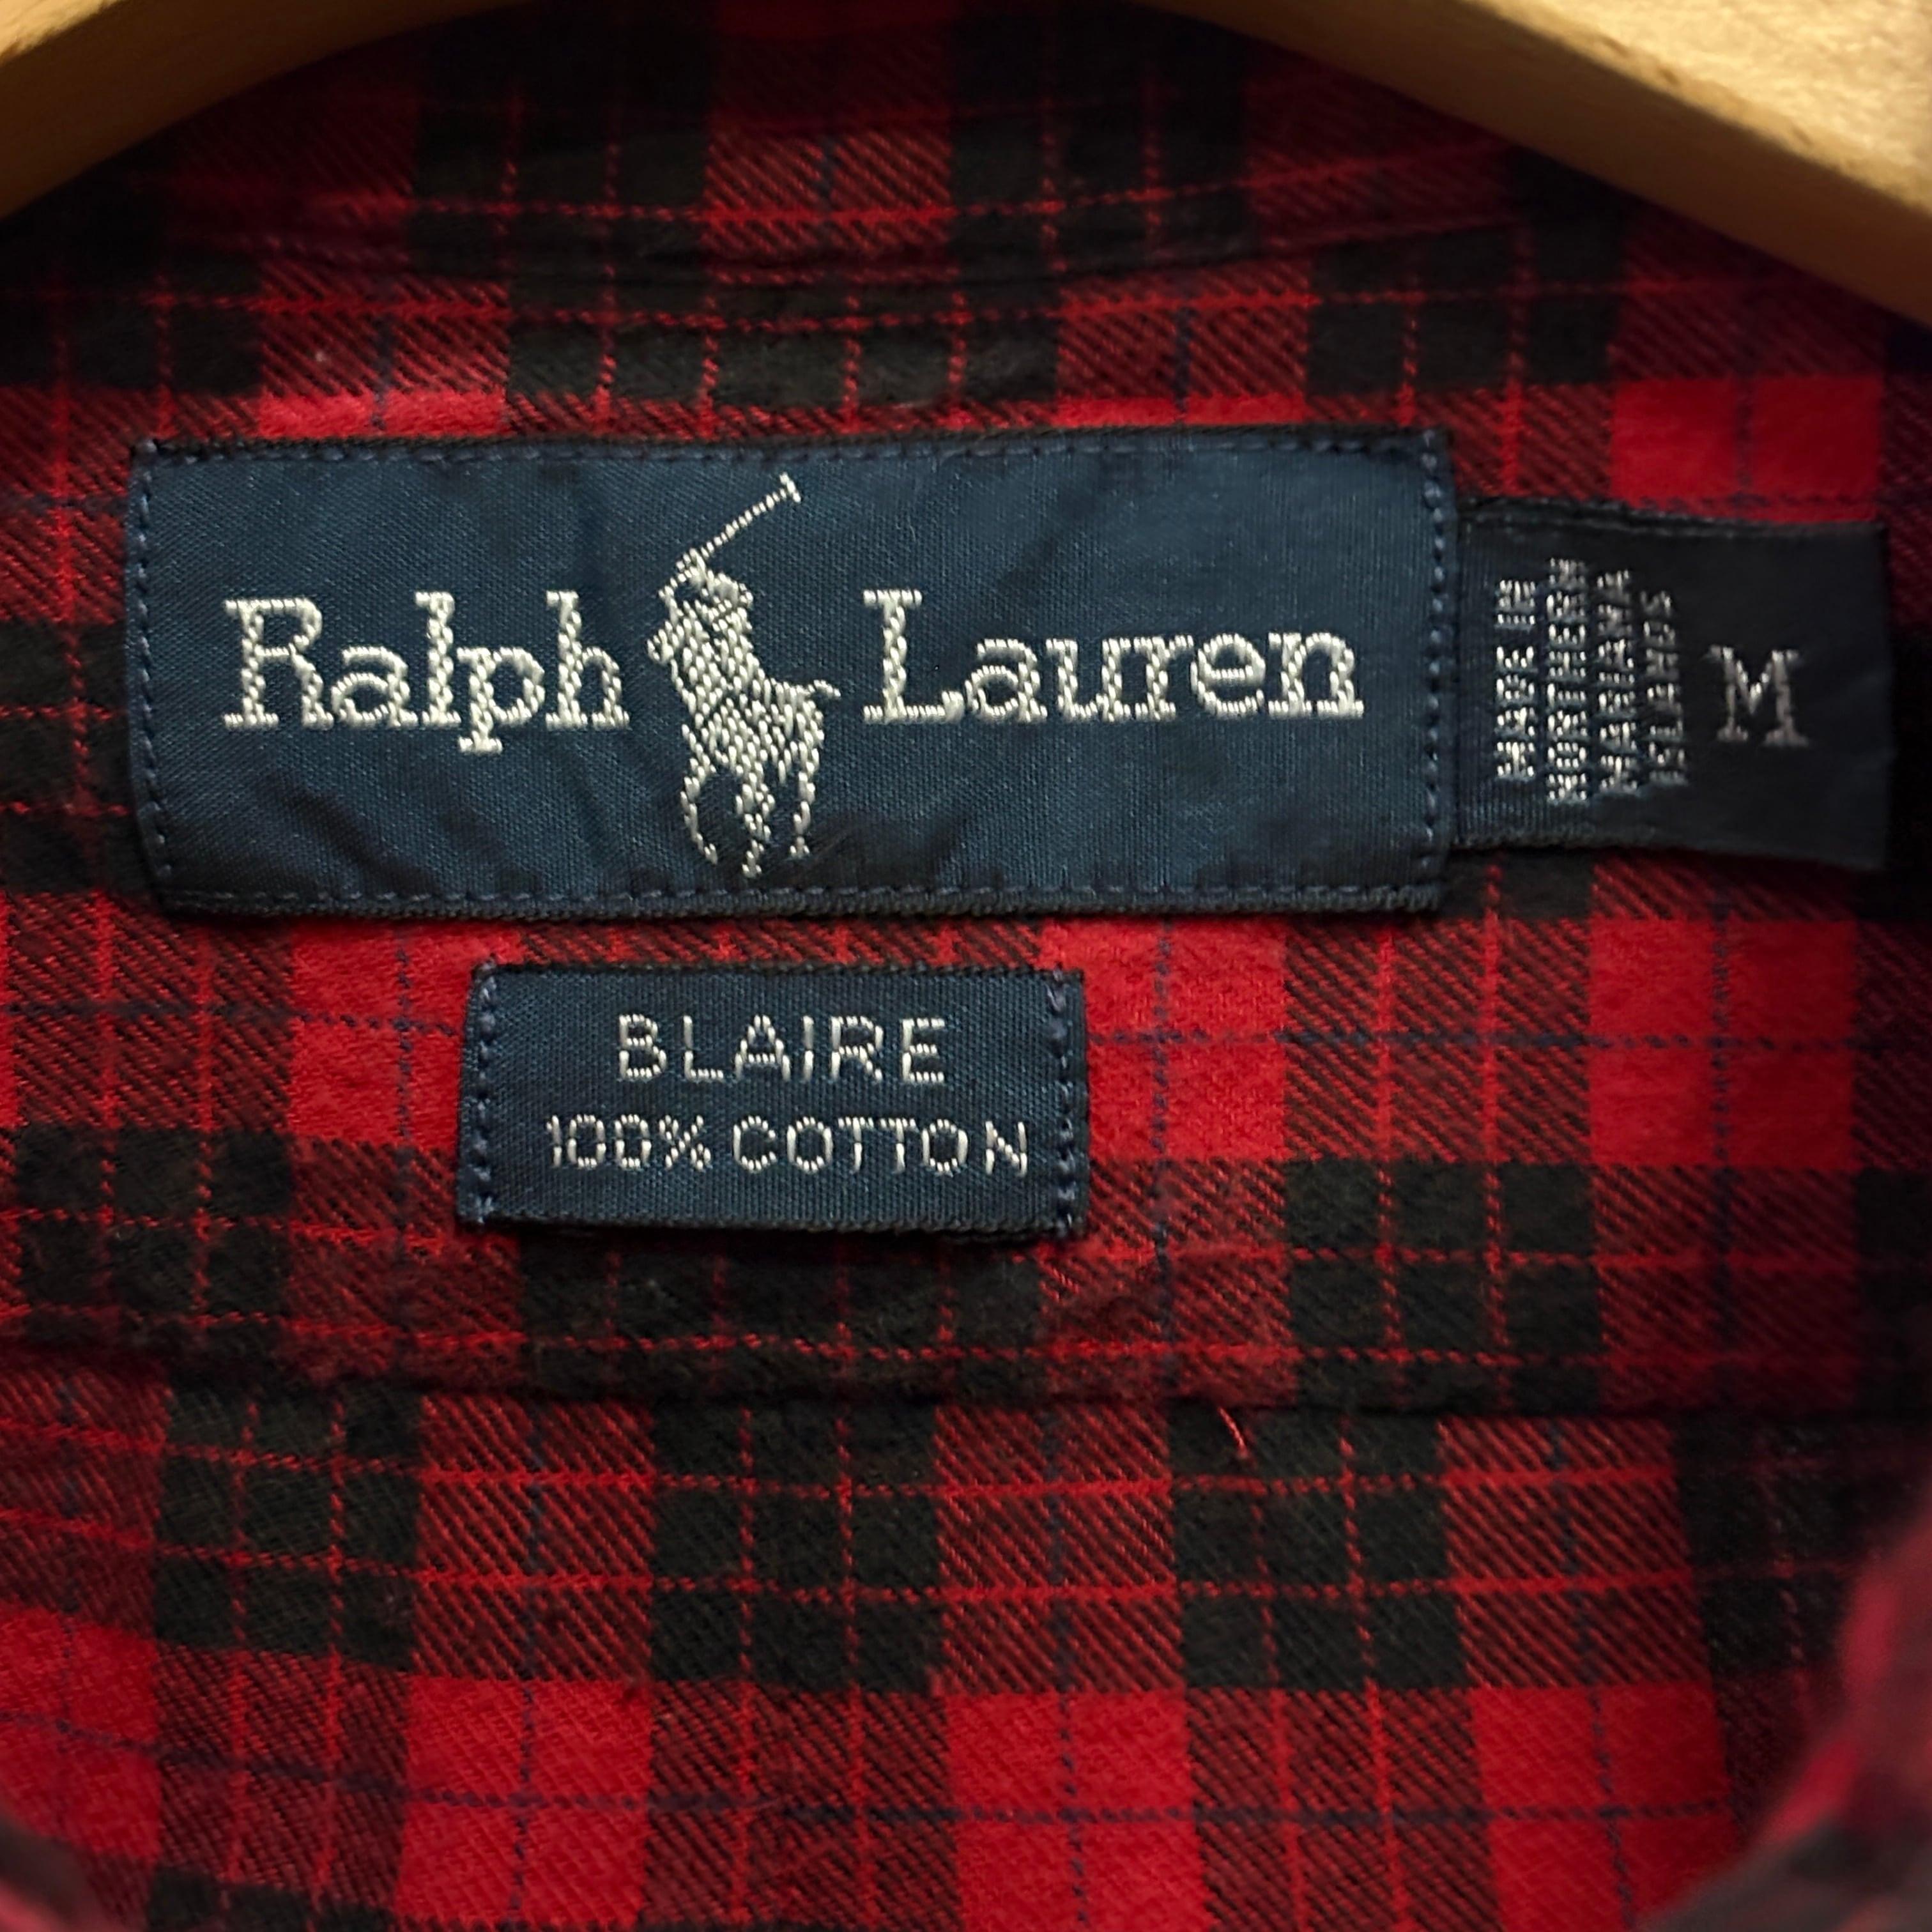 Ralph Lauren
MADE IN
NORTHERN
MARIANA
ISLANDS
M
BLAIRE
100% COTTON